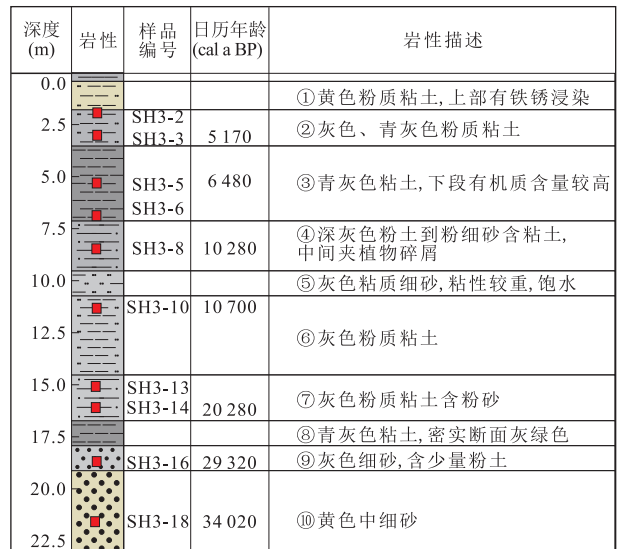 深度 (m) 岩性 样品编号 日历年龄 (cal a BP) 岩性描述
0.0
①黄色粉质粘土,上部有铁锈浸染
SH3-2
2.5
②灰色、青灰色粉质粘土
SH3-3 5 170
5.0
SH3-5 6 480
③青灰色粘土,下段有机质含量较高
SH3-6
7.5
④深灰色粉土到粉细砂含粘土,
中间夹植物碎屑
SH3-8 10 280
10.0
⑤灰色粘质细砂,粘性较重,饱水
SH3-10 10 700
12.5
⑥灰色粉质粘土
15.0
SH3-13
⑦灰色粉质粘土含粉砂
SH3-14 20 280
17.5
⑧青灰色粘土,密实断面灰绿色
SH3-16 29 320
⑨灰色细砂,含少量粉土
20.0
SH3-18 34 020
⑩黄色中细砂
22.5